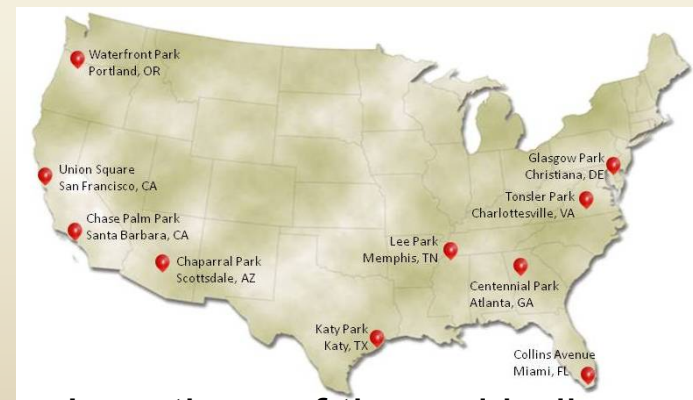 Waterfront Park
Portland, OR
Union Square
San Francisco, CA
Chase Palm Park
Santa Barbara, CA
Chaparral Park
Scottsdale, AZ
Glasgow Park
Christiana, DE
Tonsler Park
Charlottesville, VA
Lee Park
Memphis, TN
Centennial Park
Atlanta, GA
Katy Park
Katy, TX
Collins Avenue
Miami, FL